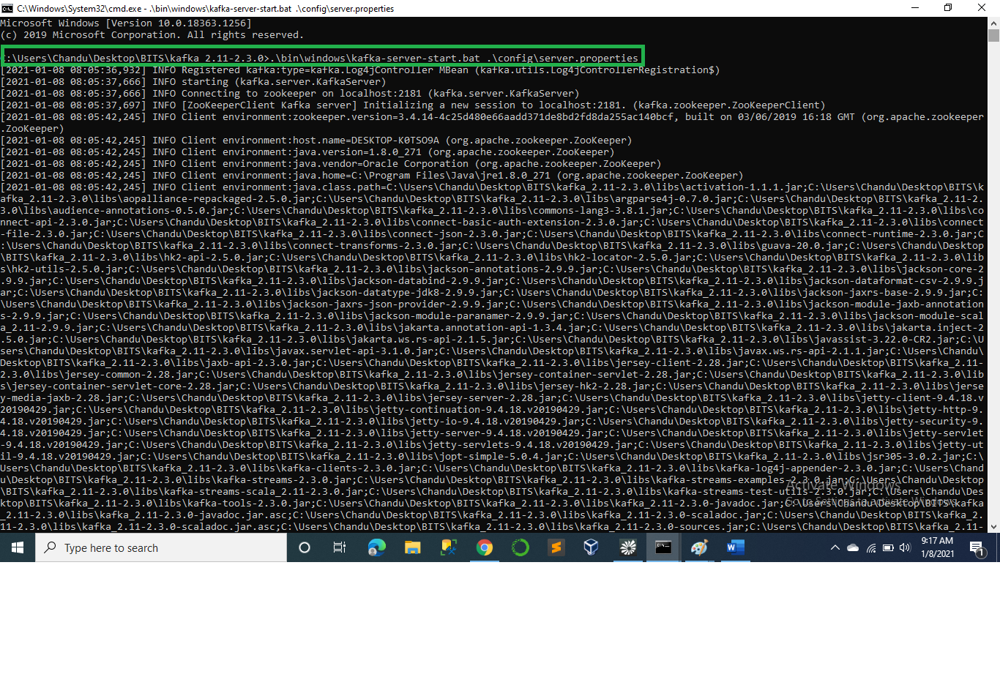 C:\Windows\System32\cmd.exe - .\bin\windows\kafka-server-start.bat .\config\server.properties
Microsoft Windows [Version 10.0.18363.1256]
(c) 2019 Microsoft Corporation. All rights reserved.
C:\Users\Chandu\Desktop\BITS\kafka_2.11-2.3.0>.\bin\windows\kafka-server-start.bat .\config\server.properties
[2021-01-08 08:05:36,932] INFO Registered kafka:type=kafka.Log4jController MBean (kafka.utils.Log4jControllerRegistration$)
[2021-01-08 08:05:37,666] INFO starting (kafka.server.KafkaServer)
[2021-01-08 08:05:37,666] INFO Connecting to zookeeper on localhost:2181 (kafka.server.KafkaServer)
[2021-01-08 08:05:37,697] INFO [ZooKeeperClient Kafka server] Initializing a new session to localhost:2181. (kafka.zookeeper.ZooKeeperClient)
[2021-01-08 08:05:42,245] INFO Client environment:zookeeper.version=3.4.14-4c25d480e66aadd371de8bd2fd8da255ac140bcf, built on 03/06/2019 16:18 GMT (org.apache.zookeeper
.ZooKeeper)
[2021-01-08 08:05:42,245] INFO Client environment:host.name=DESKTOP-K0TSO9A (org.apache.zookeeper.ZooKeeper)
[2021-01-08 08:05:42,245] INFO Client environment:java.version=1.8.0_271 (org.apache.zookeeper.ZooKeeper)
[2021-01-08 08:05:42,245] INFO Client environment:java.vendor=Oracle Corporation (org.apache.zookeeper.ZooKeeper)
[2021-01-08 08:05:42,245] INFO Client environment:java.home=C:\Program Files\Java\jre1.8.0_271 (org.apache.zookeeper.ZooKeeper)
[2021-01-08 08:05:42,245] INFO Client environment:java.class.path=C:\Users\Chandu\Desktop\BITS\kafka_2.11-2.3.0\libs\activation-1.1.1.jar;C:\Users\Chandu\Desktop\BITS\k
afka_2.11-2.3.0\libs\aopalliance-repackaged-2.5.0.jar;C:\Users\Chandu\Desktop\BITS\kafka_2.11-2.3.0\libs\argparse4j-0.7.0.jar;C:\Users\Chandu\Desktop\BITS\kafka_2.11-2.
3.0\libs\audience-annotations-0.5.0.jar;C:\Users\Chandu\Desktop\BITS\kafka_2.11-2.3.0\libs\commons-lang3-3.8.1.jar;C:\Users\Chandu\Desktop\BITS\kafka_2.11-2.3.0\libs\co
nnect-api-2.3.0.jar;C:\Users\Chandu\Desktop\BITS\kafka_2.11-2.3.0\libs\connect-basic-auth-extension-2.3.0.jar;C:\Users\Chandu\Desktop\BITS\kafka_2.11-2.3.0\libs\connect
-file-2.3.0.jar;C:\Users\Chandu\Desktop\BITS\kafka_2.11-2.3.0\libs\connect-json-2.3.0.jar;C:\Users\Chandu\Desktop\BITS\kafka_2.11-2.3.0\libs\connect-runtime-2.3.0.jar;C
:\Users\Chandu\Desktop\BITS\kafka_2.11-2.3.0\libs\connect-transforms-2.3.0.jar;C:\Users\Chandu\Desktop\BITS\kafka_2.11-2.3.0\libs\guava-20.0.jar;C:\Users\Chandu\Desktop
\BITS\kafka_2.11-2.3.0\libs\hk2-api-2.5.0.jar;C:\Users\Chandu\Desktop\BITS\kafka_2.11-2.3.0\libs\hk2-locator-2.5.0.jar;C:\Users\Chandu\Desktop\BITS\kafka_2.11-2.3.0\lib
s\hk2-utils-2.5.0.jar;C:\Users\Chandu\Desktop\BITS\kafka_2.11-2.3.0\libs\jackson-annotations-2.9.9.jar;C:\Users\Chandu\Desktop\BITS\kafka_2.11-2.3.0\libs\jackson-core-2
.9.9.jar;C:\Users\Chandu\Desktop\BITS\kafka_2.11-2.3.0\libs\jackson-databind-2.9.9.jar;C:\Users\Chandu\Desktop\BITS\kafka_2.11-2.3.0\libs\jackson-dataformat-csv-2.9.9.j
ar;C:\Users\Chandu\Desktop\BITS\kafka_2.11-2.3.0\libs\jackson-datatype-jdk8-2.9.9.jar;C:\Users\Chandu\Desktop\BITS\kafka_2.11-2.3.0\libs\jackson-jaxrs-base-2.9.9.jar;C:
\Users\Chandu\Desktop\BITS\kafka_2.11-2.3.0\libs\jackson-jaxrs-json-provider-2.9.9.jar;C:\Users\Chandu\Desktop\BITS\kafka_2.11-2.3.0\libs\jackson-module-jaxb-annotation
s-2.9.9.jar;C:\Users\Chandu\Desktop\BITS\kafka_2.11-2.3.0\libs\jackson-module-paranamer-2.9.9.jar;C:\Users\Chandu\Desktop\BITS\kafka_2.11-2.3.0\libs\jackson-module-scal
a_2.11-2.9.9.jar;C:\Users\Chandu\Desktop\BITS\kafka_2.11-2.3.0\libs\jakarta.annotation-api-1.3.4.jar;C:\Users\Chandu\Desktop\BITS\kafka_2.11-2.3.0\libs\jakarta.inject-2
.5.0.jar;C:\Users\Chandu\Desktop\BITS\kafka_2.11-2.3.0\libs\jakarta.ws.rs-api-2.1.5.jar;C:\Users\Chandu\Desktop\BITS\kafka_2.11-2.3.0\libs\javassist-3.22.0-CR2.jar;C:\U
sers\Chandu\Desktop\BITS\kafka_2.11-2.3.0\libs\javax.servlet-api-3.1.0.jar;C:\Users\Chandu\Desktop\BITS\kafka_2.11-2.3.0\libs\javax.ws.rs-api-2.1.1.jar;C:\Users\Chandu\
Desktop\BITS\kafka_2.11-2.3.0\libs\jaxb-api-2.3.0.jar;C:\Users\Chandu\Desktop\BITS\kafka_2.11-2.3.0\libs\jersey-client-2.28.jar;C:\Users\Chandu\Desktop\BITS\kafka_2.11-
2.3.0\libs\jersey-common-2.28.jar;C:\Users\Chandu\Desktop\BITS\kafka_2.11-2.3.0\libs\jersey-container-servlet-2.28.jar;C:\Users\Chandu\Desktop\BITS\kafka_2.11-2.3.0\lib
s\jersey-container-servlet-core-2.28.jar;C:\Users\Chandu\Desktop\BITS\kafka_2.11-2.3.0\libs\jersey-hk2-2.28.jar;C:\Users\Chandu\Desktop\BITS\kafka_2.11-2.3.0\libs\jerse
y-media-jaxb-2.28.jar;C:\Users\Chandu\Desktop\BITS\kafka_2.11-2.3.0\libs\jersey-server-2.28.jar;C:\Users\Chandu\Desktop\BITS\kafka_2.11-2.3.0\libs\jetty-client-9.4.18.v
20190429.jar;C:\Users\Chandu\Desktop\BITS\kafka_2.11-2.3.0\libs\jetty-continuation-9.4.18.v20190429.jar;C:\Users\Chandu\Desktop\BITS\kafka_2.11-2.3.0\libs\jetty-http-9.
4.18.v20190429.jar;C:\Users\Chandu\Desktop\BITS\kafka_2.11-2.3.0\libs\jetty-io-9.4.18.v20190429.jar;C:\Users\Chandu\Desktop\BITS\kafka_2.11-2.3.0\libs\jetty-security-9.
4.18.v20190429.jar;C:\Users\Chandu\Desktop\BITS\kafka_2.11-2.3.0\libs\jetty-server-9.4.18.v20190429.jar;C:\Users\Chandu\Desktop\BITS\kafka_2.11-2.3.0\libs\jetty-servlet
-9.4.18.v20190429.jar;C:\Users\Chandu\Desktop\BITS\kafka_2.11-2.3.0\libs\jetty-servlets-9.4.18.v20190429.jar;C:\Users\Chandu\Desktop\BITS\kafka_2.11-2.3.0\libs\jetty-ut
il-9.4.18.v20190429.jar;C:\Users\Chandu\Desktop\BITS\kafka_2.11-2.3.0\libs\jopt-simple-5.0.4.jar;C:\Users\Chandu\Desktop\BITS\kafka_2.11-2.3.0\libs\jsr305-3.0.2.jar;C:\
Users\Chandu\Desktop\BITS\kafka_2.11-2.3.0\libs\kafka-clients-2.3.0.jar;C:\Users\Chandu\Desktop\BITS\kafka_2.11-2.3.0\libs\kafka-log4j-appender-2.3.0.jar;C:\Users\Chand
u\Desktop\BITS\kafka_2.11-2.3.0\libs\kafka-streams-2.3.0.jar;C:\Users\Chandu\Desktop\BITS\kafka_2.11-2.3.0\libs\kafka-streams-examples-2.3.0.jar;C:\Users\Chandu\Desktop
\BITS\kafka_2.11-2.3.0\libs\kafka-streams-scala_2.11-2.3.0.jar;C:\Users\Chandu\Desktop\BITS\kafka_2.11-2.3.0\libs\kafka-streams-test-utils-2.3.0.jar;C:\Users\Chandu\Des
ktop\BITS\kafka_2.11-2.3.0\libs\kafka-tools-2.3.0.jar;C:\Users\Chandu\Desktop\BITS\kafka_2.11-2.3.0\libs\kafka_2.11-2.3.0-javadoc.jar;C:\Users\Chandu\Desktop\BITS\kafka
_2.11-2.3.0\libs\kafka_2.11-2.3.0-javadoc.jar.asc;C:\Users\Chandu\Desktop\BITS\kafka_2.11-2.3.0\libs\kafka_2.11-2.3.0-scaladoc.jar;C:\Users\Chandu\Desktop\BITS\kafka_2.
11-2.3.0\libs\kafka_2.11-2.3.0-scaladoc.jar.asc;C:\Users\Chandu\Desktop\BITS\kafka_2.11-2.3.0\libs\kafka_2.11-2.3.0-sources.jar;C:\Users\Chandu\Desktop\BITS\kafka_2.11-
Activate Windows
Go to Settings to activate Windows.
Type here to search
9:17 AM
1/8/2021
1